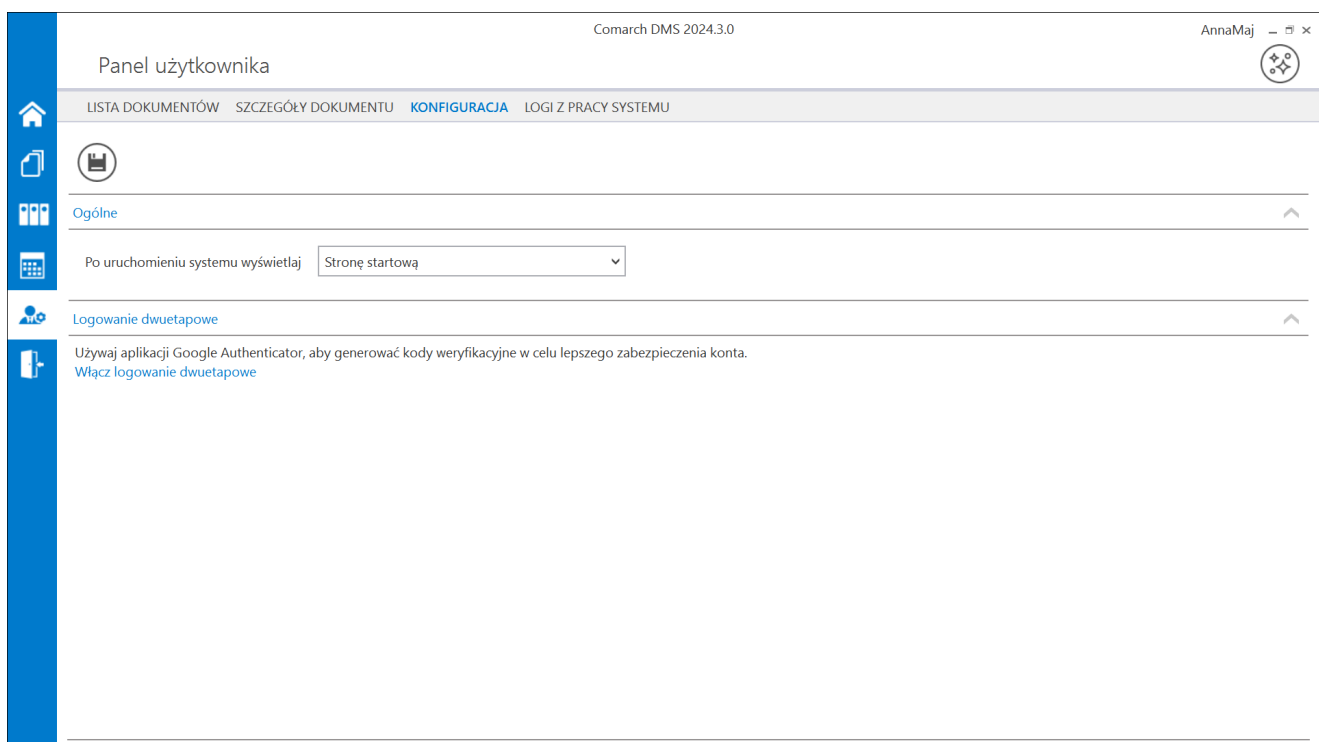 Comarch DMS 2024.3.0
AnnaMaj
Panel użytkownika
LISTA DOKUMENTÓW SZCZEGÓŁY DOKUMENTU KONFIGURACJA LOGI Z PRACY SYSTEMU
Ogólne
Po uruchomieniu systemu wyświetlaj Stronę startową
Logowanie dwuetapowe
Używaj aplikacji Google Authenticator, aby generować kody weryfikacyjne w celu lepszego zabezpieczenia konta.
Włącz logowanie dwuetapowe